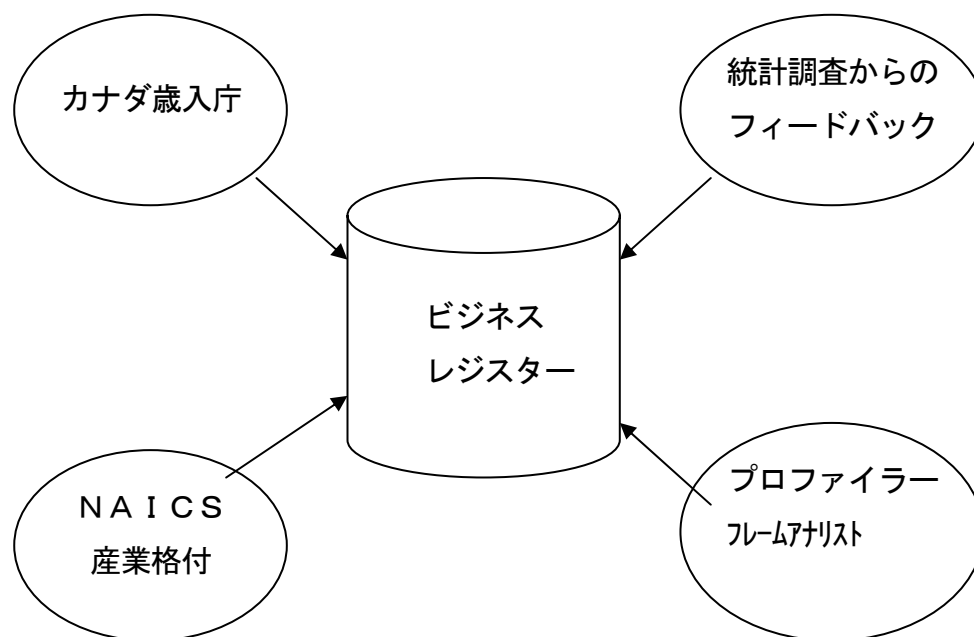 カナダ歳入庁
統計調査からの
フィードバック
ビジネス
レジスター
ＮＡＩＣＳ
産業格付
プロファイラー
ﾌﾚｰﾑｱﾅﾘｽﾄ